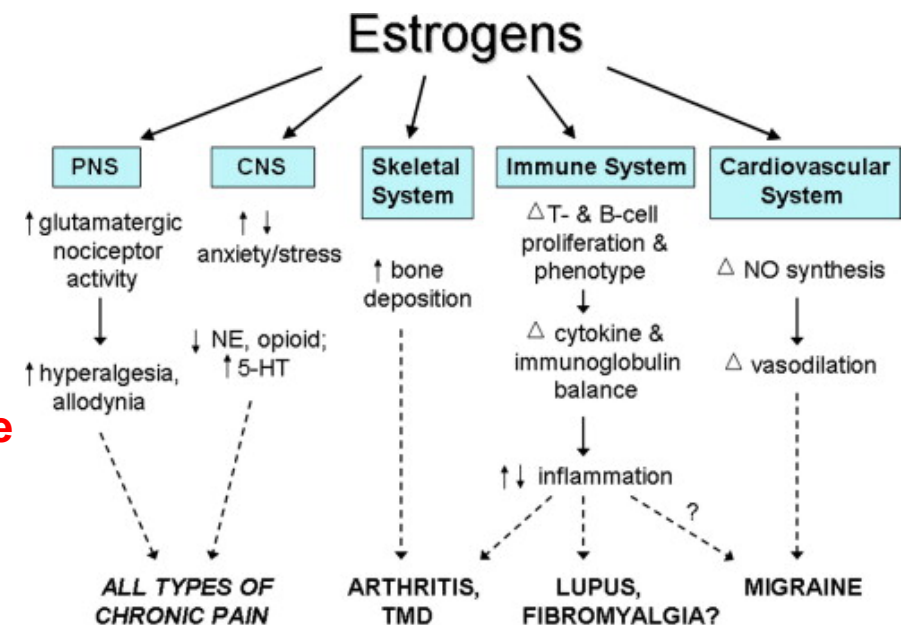 Estrogens
PNS
↑ glutamatergic
nociceptor
activity
↑ hyperalgesia,
allodynia
CNS
↑ ↓
anxiety/stress
↓ NE, opioid;
↑ 5-HT
Skeletal
System
↑ bone
deposition
Immune System
△ T- & B-cell
proliferation &
phenotype
△ cytokine &
immunoglobulin
balance
↑↓ inflammation
?
Cardiovascular
System
△ NO synthesis
△ vasodilation
e
ALL TYPES OF
CHRONIC PAIN
ARTHRITIS,
TMD
LUPUS,
FIBROMYALGIA?
MIGRAINE